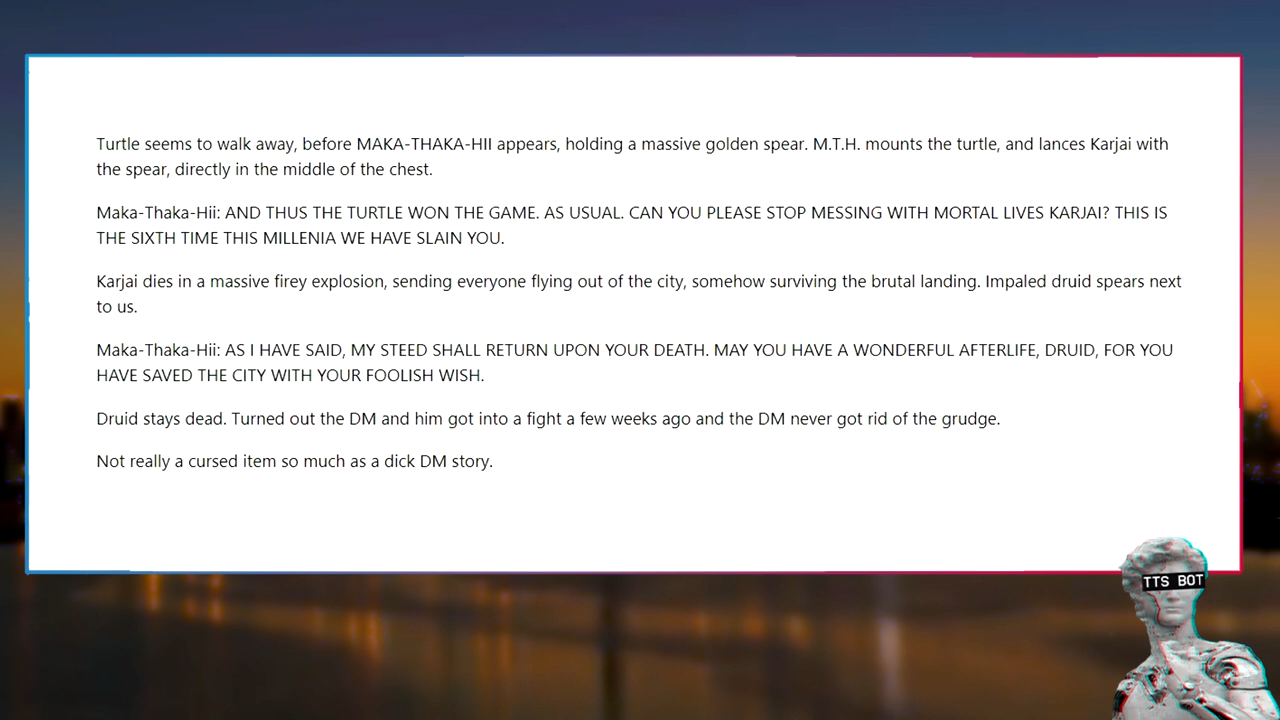 Turtle seems to walk away, before MAKA-THAKA-HII appears, holding a massive golden spear. M.T.H. mounts the turtle, and lances Karjai with
the spear, directly in the middle of the chest.
Maka-Thaka-Hii: AND THUS THE TURTLE WON THE GAME. AS USUAL. CAN YOU PLEASE STOP MESSING WITH MORTAL LIVES KARJAI? THIS IS
THE SIXTH TIME THIS MILLENIA WE HAVE SLAIN YOU.
Karjai dies in a massive firey explosion, sending everyone flying out of the city, somehow surviving the brutal landing. Impaled druid spears next
to us.
Maka-Thaka-Hii: AS I HAVE SAID, MY STEED SHALL RETURN UPON YOUR DEATH. MAY YOU HAVE A WONDERFUL AFTERLIFE, DRUID, FOR YOU
HAVE SAVED THE CITY WITH YOUR FOOLISH WISH.
Druid stays dead. Turned out the DM and him got into a fight a few weeks ago and the DM never got rid of the grudge.
Not really a cursed item so much as a dick DM story.
TTS BOT